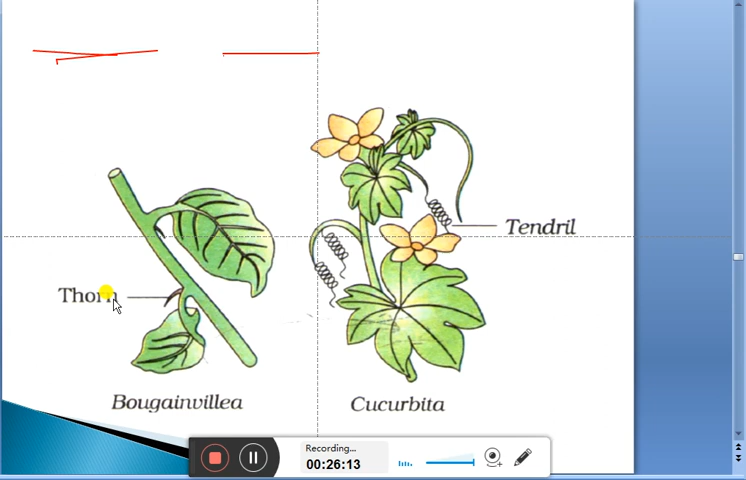 Tendril
Thorn
Bougainvillea
Cucurbita
Recording...
00:26:13